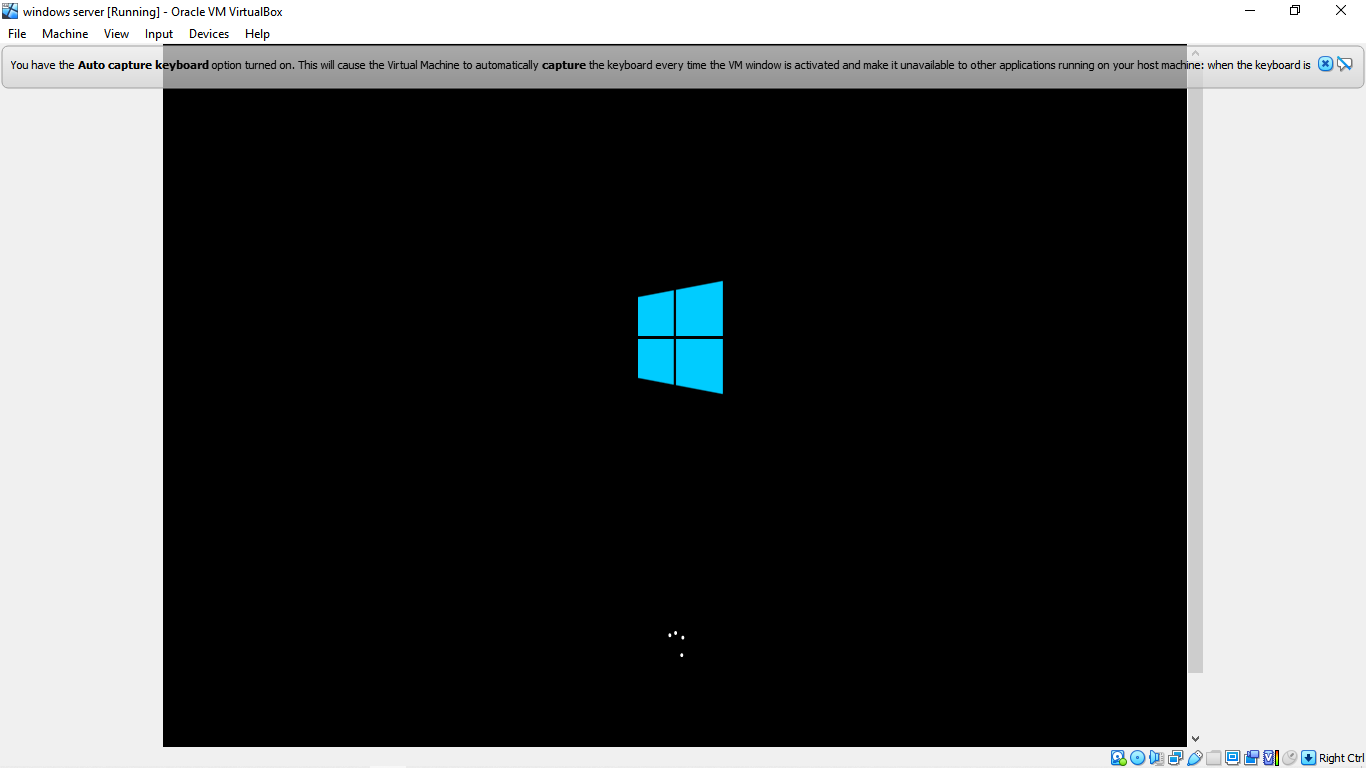 windows server [Running] - Oracle VM VirtualBox
File Machine View Input Devices Help
You have the Auto capture keyboard option turned on. This will cause the Virtual Machine to automatically capture the keyboard every time the VM window is activated and make it unavailable to other applications running on your host machine: when the keyboard is
Right Ctrl